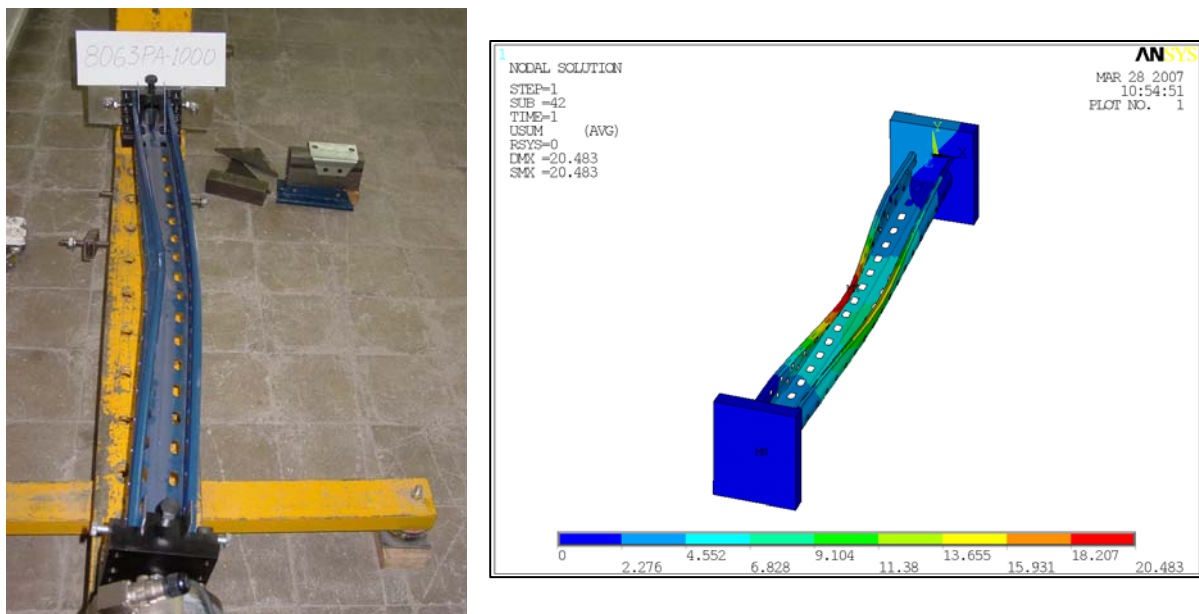 8063PA-1000
1
NODAL SOLUTION
ANSYS
STEP=1
SUB =42
TIME=1
USUM (AVG)
RSYS=0
DMX =20.483
SMX =20.483
MAR 28 2007
10:54:51
PLOT NO. 1
Y
X
MN
0 4.552 9.104 13.655 18.207
2.276 6.828 11.38 15.931 20.483